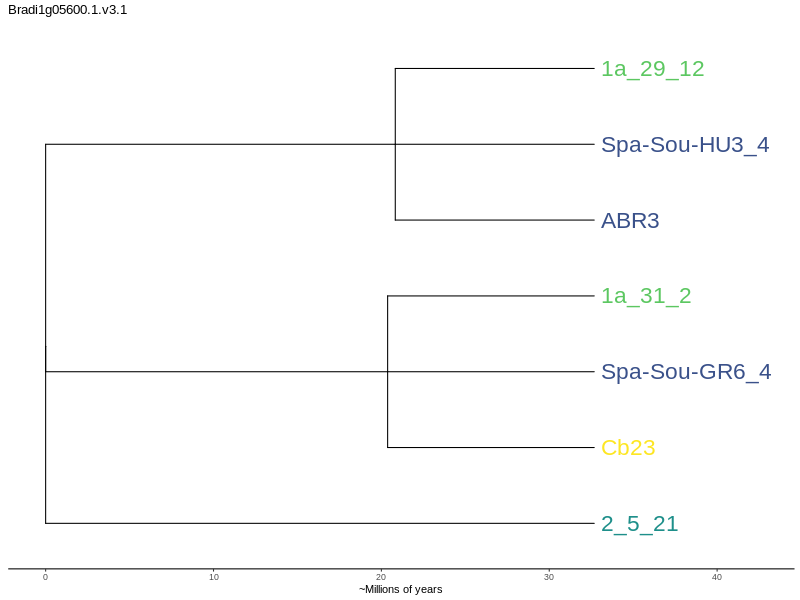 Bradi1g05600.1.v3.1
1a_29_12
Spa-Sou-HU3_4
ABR3
1a_31_2
Spa-Sou-GR6_4
Cb23
2_5_21
0 10 20 30 40
~Millions of years